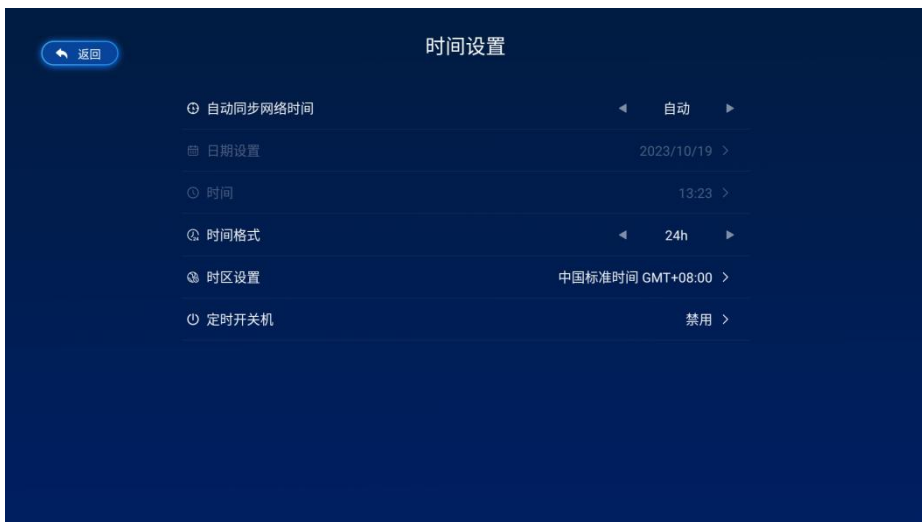 返回
时间设置
自动同步网络时间 自动
日期设置 2023/10/19
时间 13:23
时间格式 24h
时区设置 中国标准时间 GMT+08:00
定时开关机 禁用